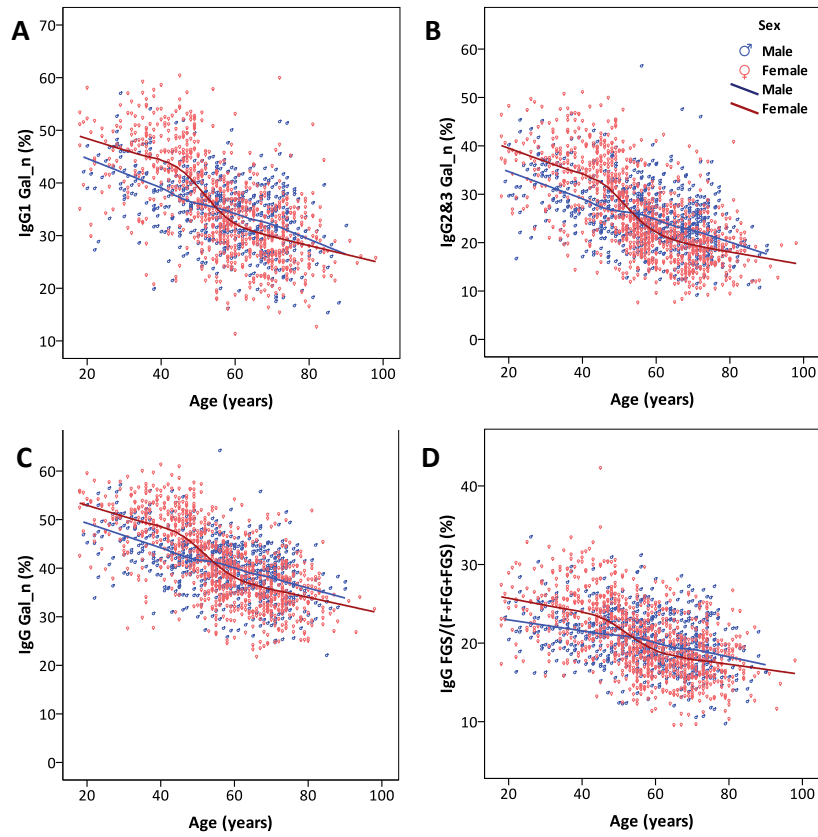 A
70
60
50
40
30
20
10
IgG1 Gal_n (%)
20 40 60 80 100
Age (years)
B
60
50
40
30
20
10
0
IgG2&3 Gal_n (%)
20 40 60 80 100
Age (years)
Sex
Male
Female
Male
Female
C
60
50
40
30
20
10
0
IgG Gal_n (%)
20 40 60 80 100
Age (years)
D
40
30
20
10
IgG FGS/(F+FG+FGS) (%)
20 40 60 80 100
Age (years)